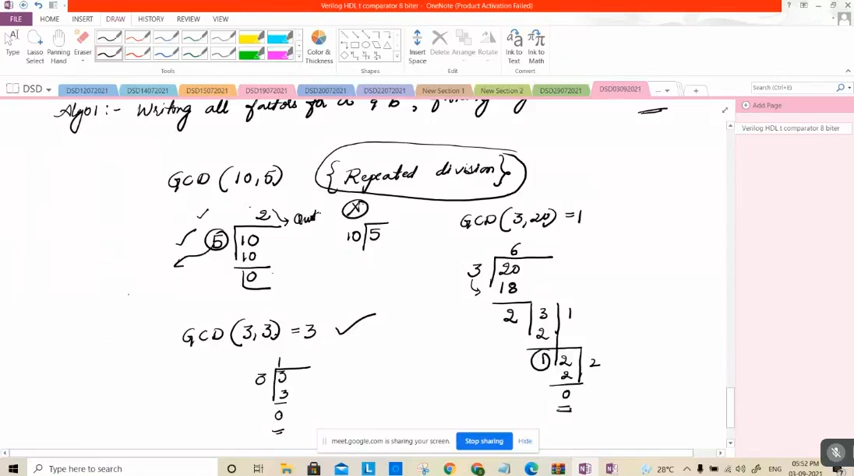 Verilog HDL t comparator 8 biter - OneNote (Product Activation Failed)
FILE HOME INSERT DRAW HISTORY REVIEW VIEW
Type Lasso Select Panning Hand Eraser Insert Space Delete Arrange Rotate Ink to Text Ink to Math
Tools Shapes Edit Convert
DSD DSD12072021 DSD14072021 DSD15072021 DSD19072021 DSD20072021 DSD22072021 New Section 1 New Section 2 DSD29072021 DSD03092021 Search (Ctrl+E)
Add Page
Verilog HDL t comparator 8 biter
Algo1:- Writing all factors for a & b,
GCD (10,5) {Repeated division}
2 Quot X GCD (3,20) = 1
5 10 10 5
10
0
6
3 20
18
2 3 1
2
1 2 2
2
0
GCD (3,3) = 3
1
3 3
3
0
meet.google.com is sharing your screen. Stop sharing Hide
28°C ENG 05:52 PM
03-09-2021